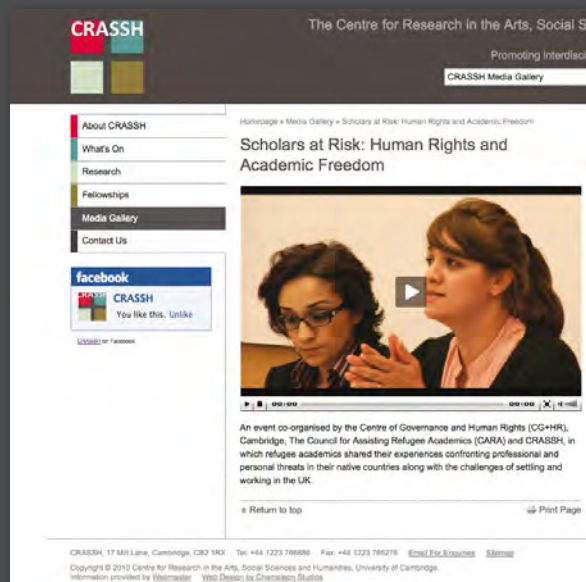 CRASSH
The Centre for Research in the Arts, Social S
Promoting Interdisci
CRASSH Media Gallery
About CRASSH
What's On
Research
Fellowships
Media Gallery
Contact Us
facebook
CRASSH
CRASSH
You like this. Unlike
CRASSH on Facebook
Homepage » Media Gallery » Scholars at Risk: Human Rights and Academic Freedom
Scholars at Risk: Human Rights and
Academic Freedom
00:00
00:00
An event co-organised by the Centre of Governance and Human Rights (CG+HR),
Cambridge, The Council for Assisting Refugee Academics (CARA) and CRASSH, in
which refugee academics shared their experiences confronting professional and
personal threats in their native countries along with the challenges of settling and
working in the UK.
Return to top
Print Page
CRASSH, 17 Mill Lane, Cambridge, CB2 1RX Tel: +44 1223 766886 Fax: +44 1223 765276 Email For Enquiries Sitemap
Copyright © 2010 Centre for Research in the Arts, Social Sciences and Humanities, University of Cambridge.
Information provided by Webmaster Web Design by Chameleon Studios